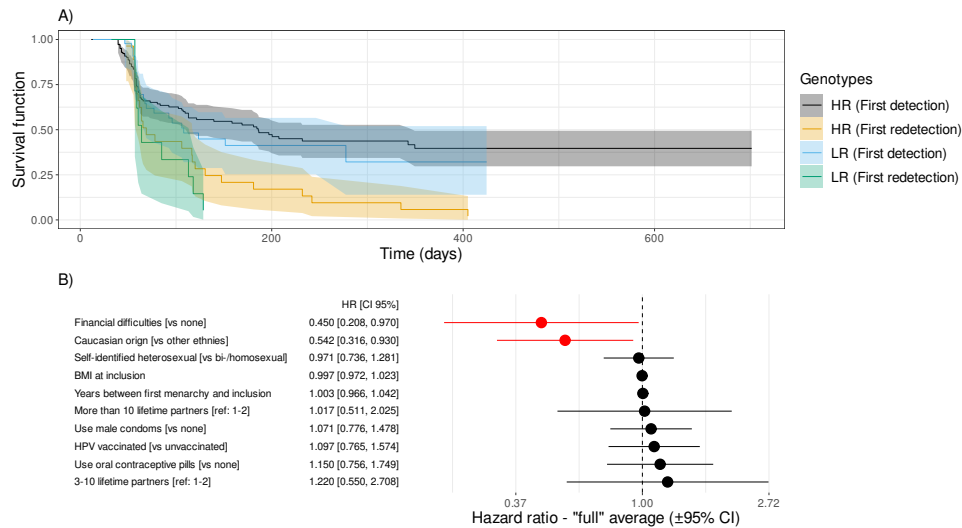 A)
1.00
0.75
0.50
0.25
0.00
Survival function
0
200
400
600
Time (days)
Genotypes
HR (First detection)
HR (First redetection)
LR (First detection)
LR (First redetection)
B)
HR [CI 95%]
Financial difficulties [vs none] 0.450 [0.208, 0.970]
Caucasian orign [vs other ethnies] 0.542 [0.316, 0.930]
Self-identified heterosexual [vs bi-/homosexual] 0.971 [0.736, 1.281]
BMI at inclusion 0.997 [0.972, 1.023]
Years between first menarchy and inclusion 1.003 [0.966, 1.042]
More than 10 lifetime partners [ref: 1-2] 1.017 [0.511, 2.025]
Use male condoms [vs none] 1.071 [0.776, 1.478]
HPV vaccinated [vs unvaccinated] 1.097 [0.765, 1.574]
Use oral contraceptive pills [vs none] 1.150 [0.756, 1.749]
3-10 lifetime partners [ref: 1-2] 1.220 [0.550, 2.708]
0.37
1.00
2.72
Hazard ratio - "full" average (±95% CI)